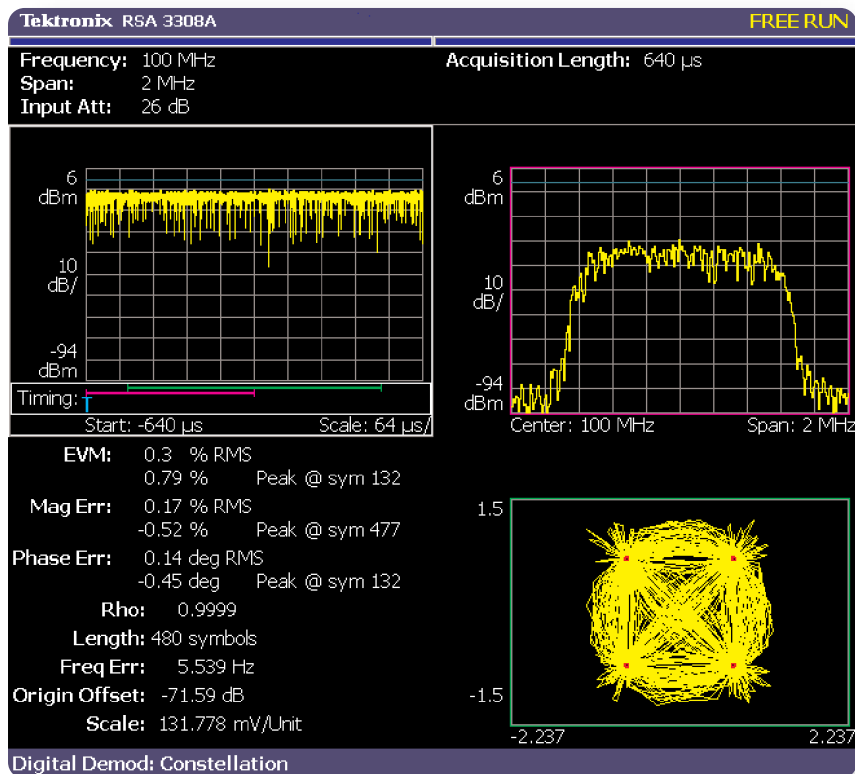 Tektronix RSA 3308A FREE RUN
Frequency: 100 MHz Acquisition Length: 640 µs
Span: 2 MHz
Input Att: 26 dB
6
dBm
10
dB/
-94
dBm
Timing:
T
Start: -640 µs Scale: 64 µs/
6
dBm
10
dB/
-94
dBm
Center: 100 MHz Span: 2 MHz
EVM: 0.3 % RMS
0.79 % Peak @ sym 132
Mag Err: 0.17 % RMS
-0.52 % Peak @ sym 477
Phase Err: 0.14 deg RMS
-0.45 deg Peak @ sym 132
Rho: 0.9999
Length: 480 symbols
Freq Err: 5.539 Hz
Origin Offset: -71.59 dB
Scale: 131.778 mV/Unit
1.5
-1.5
-2.237 2.237
Digital Demod: Constellation